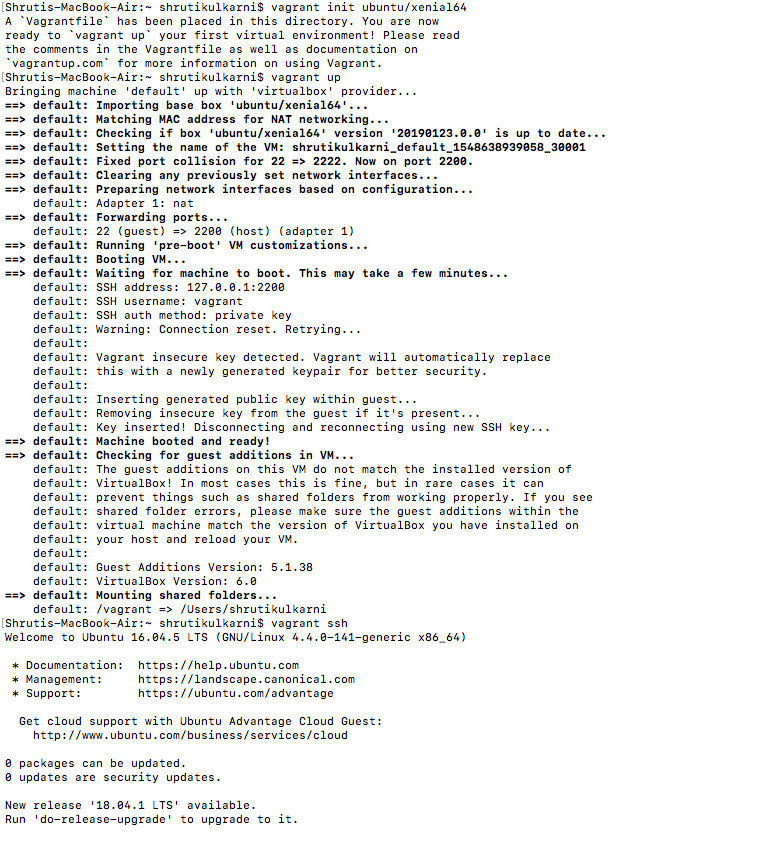 [Shrutis-MacBook-Air:~ shrutikulkarni$ vagrant init ubuntu/xenial64
A `Vagrantfile` has been placed in this directory. You are now
ready to `vagrant up` your first virtual environment! Please read
the comments in the Vagrantfile as well as documentation on
`vagrantup.com` for more information on using Vagrant.
[Shrutis-MacBook-Air:~ shrutikulkarni$ vagrant up
Bringing machine 'default' up with 'virtualbox' provider...
==> default: Importing base box 'ubuntu/xenial64'...
==> default: Matching MAC address for NAT networking...
==> default: Checking if box 'ubuntu/xenial64' version '20190123.0.0' is up to date...
==> default: Setting the name of the VM: shrutikulkarni_default_1548638939058_30001
==> default: Fixed port collision for 22 => 2222. Now on port 2200.
==> default: Clearing any previously set network interfaces...
==> default: Preparing network interfaces based on configuration...
    default: Adapter 1: nat
==> default: Forwarding ports...
    default: 22 (guest) => 2200 (host) (adapter 1)
==> default: Running 'pre-boot' VM customizations...
==> default: Booting VM...
==> default: Waiting for machine to boot. This may take a few minutes...
    default: SSH address: 127.0.0.1:2200
    default: SSH username: vagrant
    default: SSH auth method: private key
    default: Warning: Connection reset. Retrying...
    default:
    default: Vagrant insecure key detected. Vagrant will automatically replace
    default: this with a newly generated keypair for better security.
    default:
    default: Inserting generated public key within guest...
    default: Removing insecure key from the guest if it's present...
    default: Key inserted! Disconnecting and reconnecting using new SSH key...
==> default: Machine booted and ready!
==> default: Checking for guest additions in VM...
    default: The guest additions on this VM do not match the installed version of
    default: VirtualBox! In most cases this is fine, but in rare cases it can
    default: prevent things such as shared folders from working properly. If you see
    default: shared folder errors, please make sure the guest additions within the
    default: virtual machine match the version of VirtualBox you have installed on
    default: your host and reload your VM.
    default:
    default: Guest Additions Version: 5.1.38
    default: VirtualBox Version: 6.0
==> default: Mounting shared folders...
    default: /vagrant => /Users/shrutikulkarni
[Shrutis-MacBook-Air:~ shrutikulkarni$ vagrant ssh
Welcome to Ubuntu 16.04.5 LTS (GNU/Linux 4.4.0-141-generic x86_64)

 * Documentation:  https://help.ubuntu.com
 * Management:     https://landscape.canonical.com
 * Support:        https://ubuntu.com/advantage

  Get cloud support with Ubuntu Advantage Cloud Guest:
    http://www.ubuntu.com/business/services/cloud

0 packages can be updated.
0 updates are security updates.

New release '18.04.1 LTS' available.
Run 'do-release-upgrade' to upgrade to it.